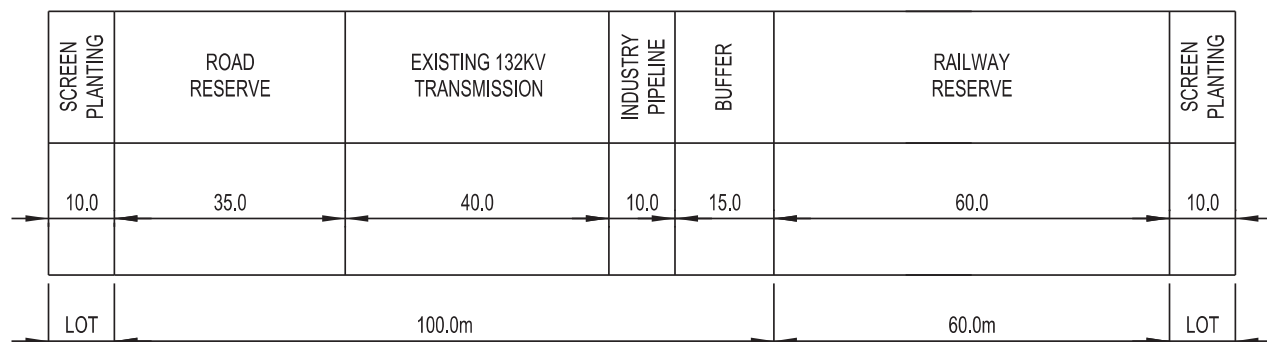 SCREEN
PLANTING
ROAD
RESERVE
EXISTING 132KV
TRANSMISSION
INDUSTRY
PIPELINE
BUFFER
RAILWAY
RESERVE
SCREEN
PLANTING
10.0 35.0 40.0 10.0 15.0 60.0 10.0
LOT 100.0m 60.0m LOT